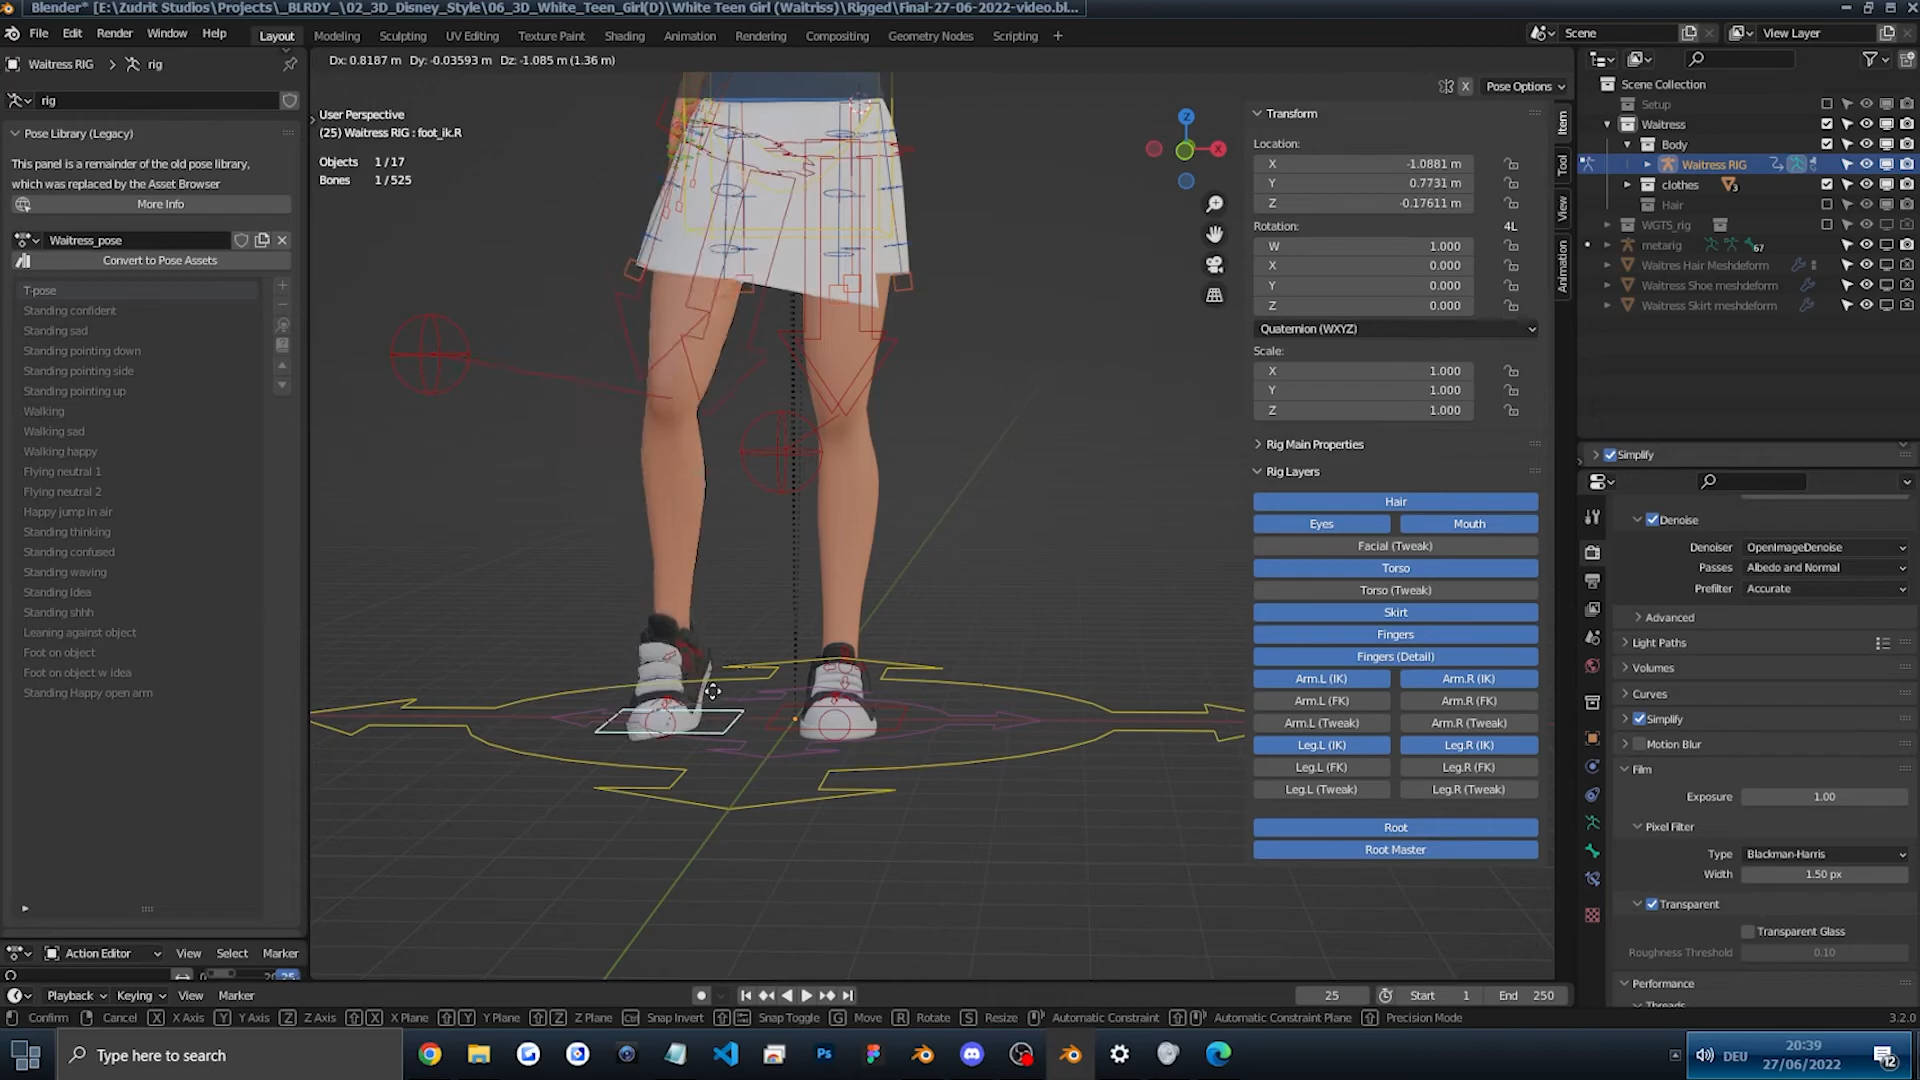 Blender* [E:\Zudrit Studios\Projects\_BLRDY_\02_3D_Disney_Style\06_3D_White_Teen_Girl(D)\White Teen Girl (Waitriss)\Rigged\Final-27-06-2022-video.bl...
File Edit Render Window Help Layout Modeling Sculpting UV Editing Texture Paint Shading Animation Rendering Compositing Geometry Nodes Scripting + Scene View Layer
Waitress RIG > rig
Dx: 0.8187 m Dy: -0.03593 m Dz: -1.085 m (1.36 m)
X Pose Options
rig
Pose Library (Legacy)
This panel is a remainder of the old pose library,
which was replaced by the Asset Browser
More Info
Waitress_pose
Convert to Pose Assets
T-pose
Standing confident
Standing sad
Standing pointing down
Standing pointing side
Standing pointing up
Walking
Walking sad
Walking happy
Flying neutral 1
Flying neutral 2
Happy jump in air
Standing thinking
Standing confused
Standing waving
Standing Idea
Standing shhh
Leaning against object
Foot on object
Foot on object w idea
Standing Happy open arm
Action Editor View Select Marker
User Perspective
(25) Waitress RIG : foot_ik.R
Objects 1/17
Bones 1/525
Z
X
Item
Tool
View
Animation
Transform
Location:
X -1.0881 m
Y 0.7731 m
Z -0.17611 m
Rotation: 4L
W 1.000
X 0.000
Y 0.000
Z 0.000
Quaternion (WXYZ)
Scale:
X 1.000
Y 1.000
Z 1.000
Rig Main Properties
Rig Layers
Hair
Eyes Mouth
Facial (Tweak)
Torso
Torso (Tweak)
Skirt
Fingers
Fingers (Detail)
Arm.L (IK) Arm.R (IK)
Arm.L (FK) Arm.R (FK)
Arm.L (Tweak) Arm.R (Tweak)
Leg.L (IK) Leg.R (IK)
Leg.L (FK) Leg.R (FK)
Leg.L (Tweak) Leg.R (Tweak)
Root
Root Master
Scene Collection
Setup
Waitress
Body
Waitress RIG
clothes 3
Hair
WGTS_rig
metarig 67
Waitres Hair Meshdeform
Waitress Shoe meshdeform
Waitress Skirt meshdeform
Simplify
Denoise
Denoiser OpenImageDenoise
Passes Albedo and Normal
Prefilter Accurate
Advanced
Light Paths
Volumes
Curves
Simplify
Motion Blur
Film
Exposure 1.00
Pixel Filter
Type Blackman-Harris
Width 1.50 px
Transparent
Transparent Glass
Roughness Threshold 0.10
Performance
Playback Keying View Marker 25 Start 1 End 250
Confirm Cancel X X Axis Y Y Axis Z Z Axis X X Plane Y Y Plane Z Z Plane Ctrl Snap Invert Snap Toggle G Move R Rotate S Resize Automatic Constraint Automatic Constraint Plane Precision Mode 3.2.0
Type here to search
Ps
DEU
20:39
27/06/2022
12